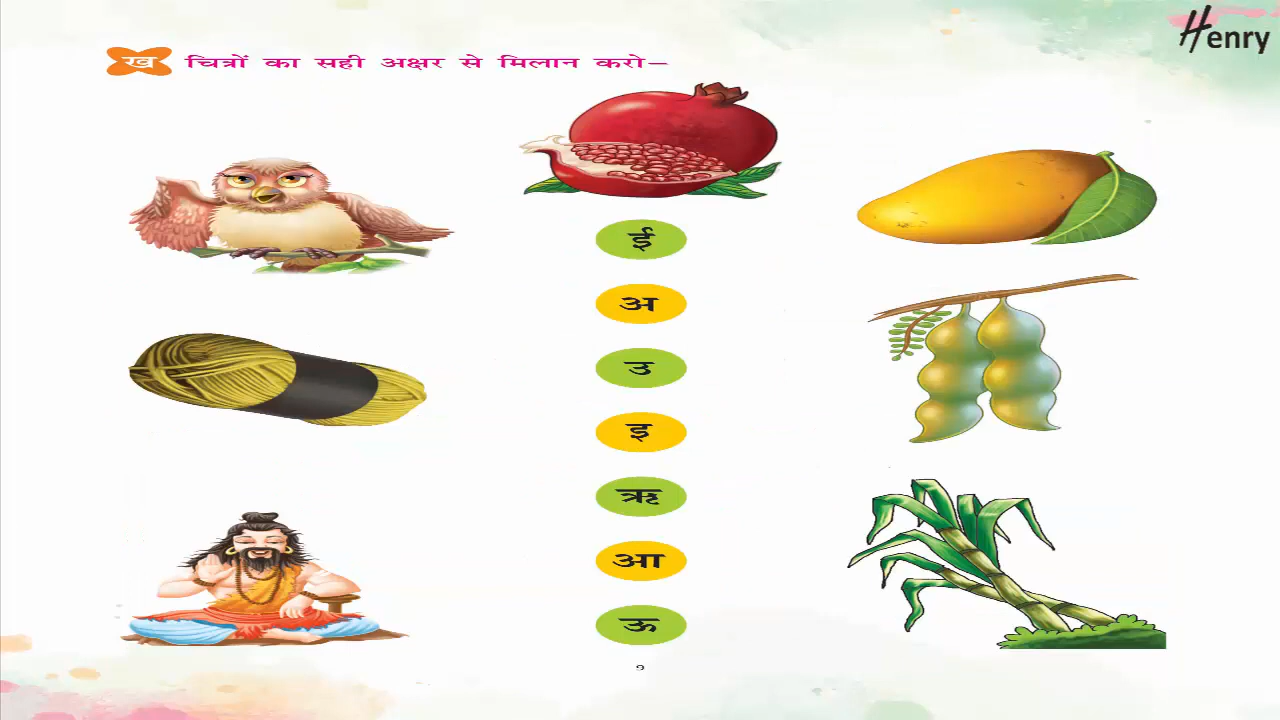 Henry
ख चित्रों का सही अक्षर से मिलान करो–
ई
अ
उ
इ
ऋ
आ
ऊ